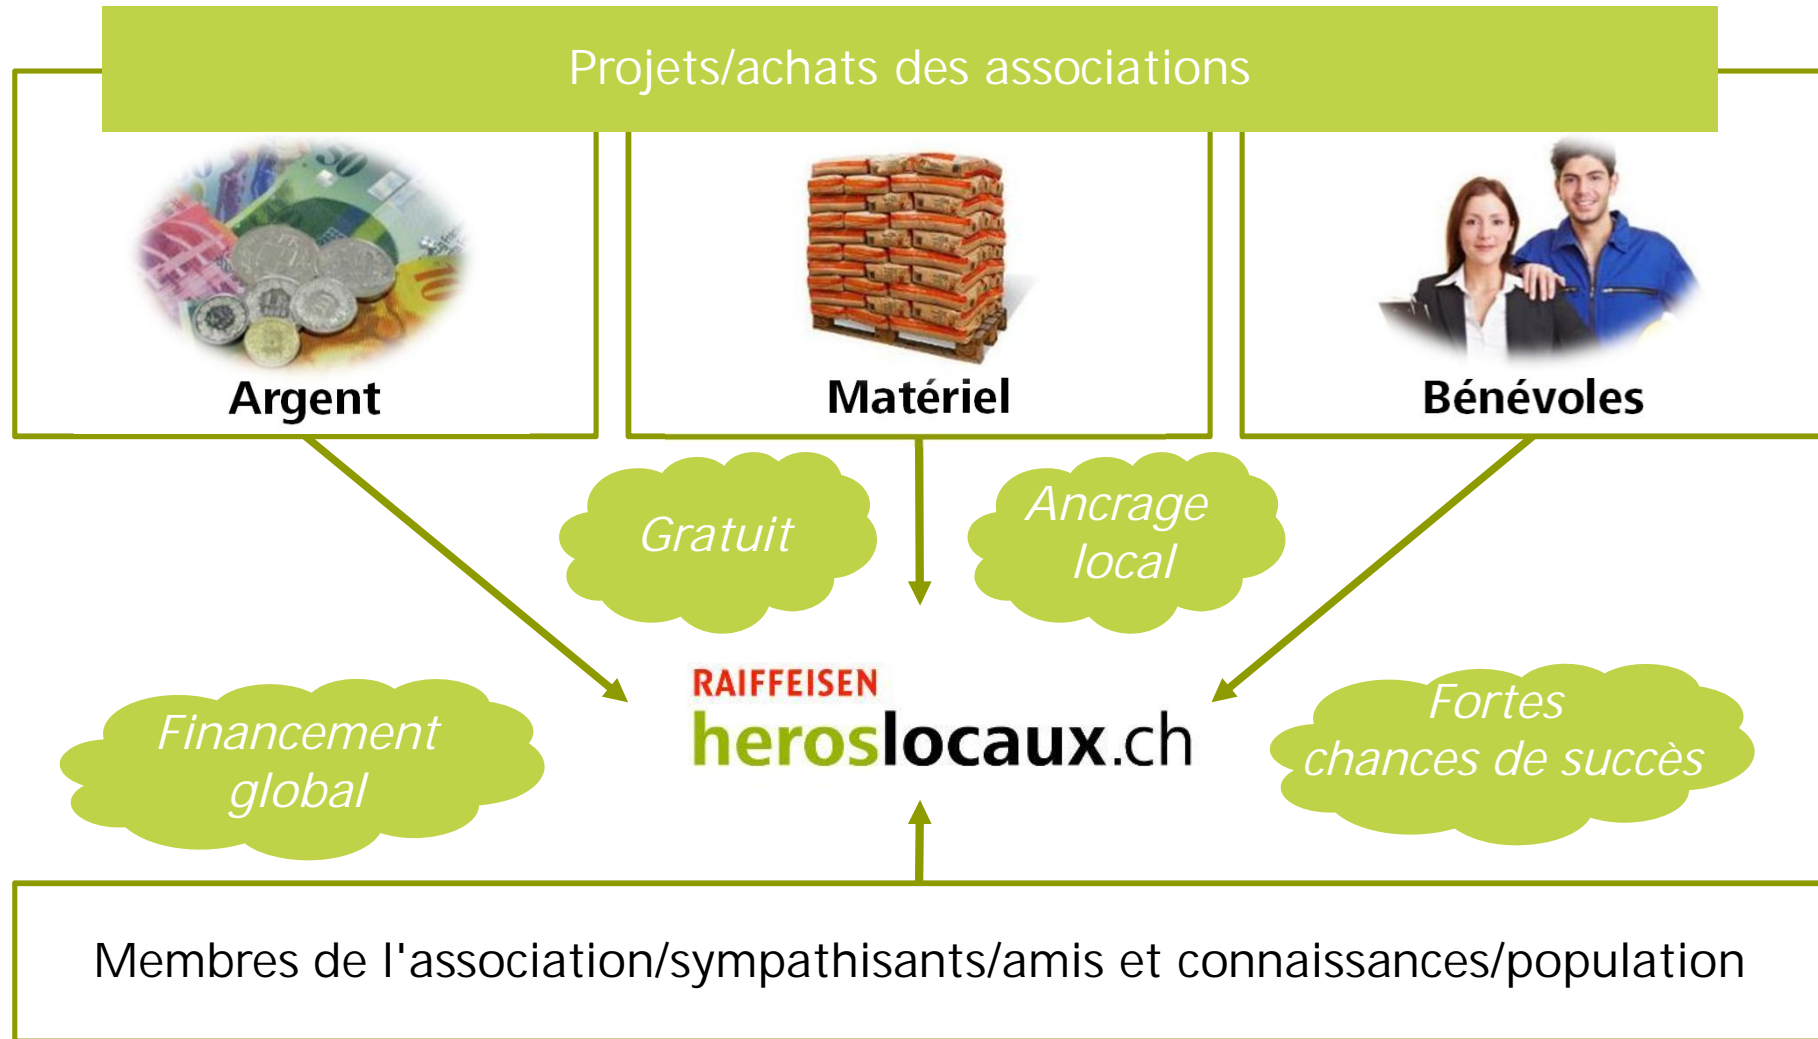 Projets/achats des associations
Argent
Matériel
Bénévoles
Gratuit
Ancrage
local
Financement
global
RAIFFEISEN
heroslocaux.ch
Fortes
chances de succès
Membres de l'association/sympathisants/amis et connaissances/population